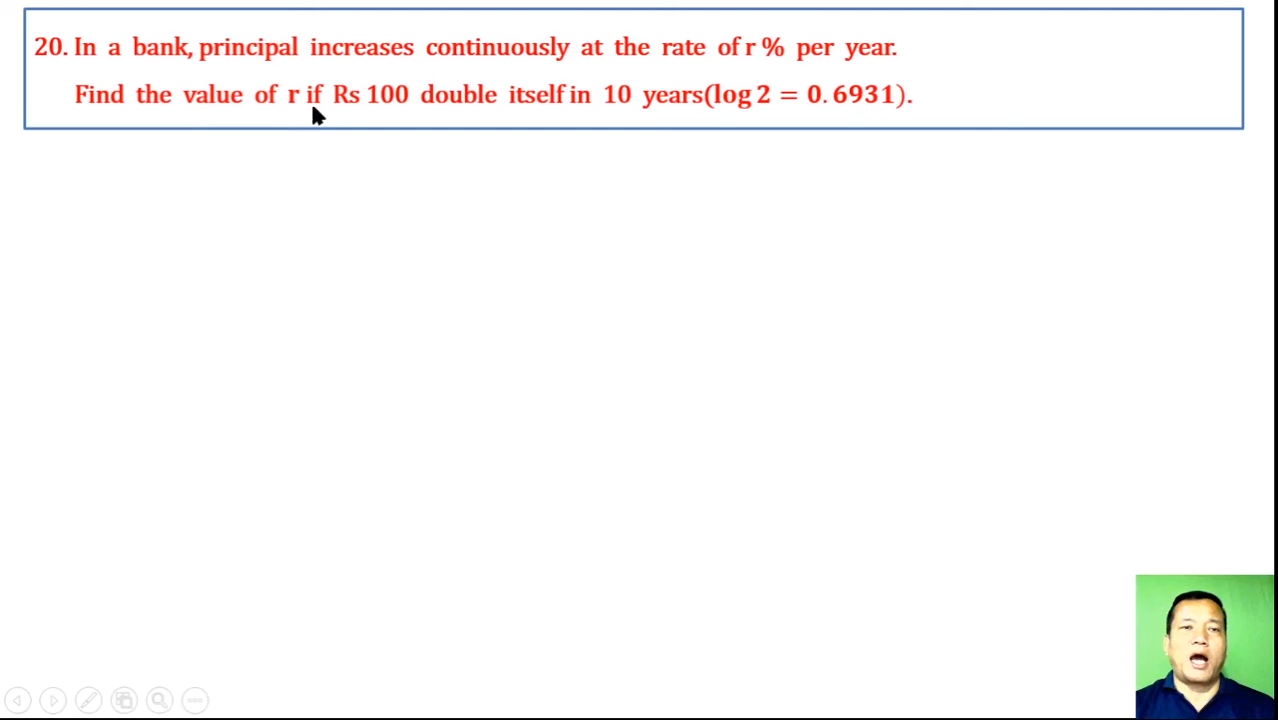 20. In a bank, principal increases continuously at the rate of r % per year.
Find the value of r if Rs 100 double itself in 10 years(log 2 = 0.6931).